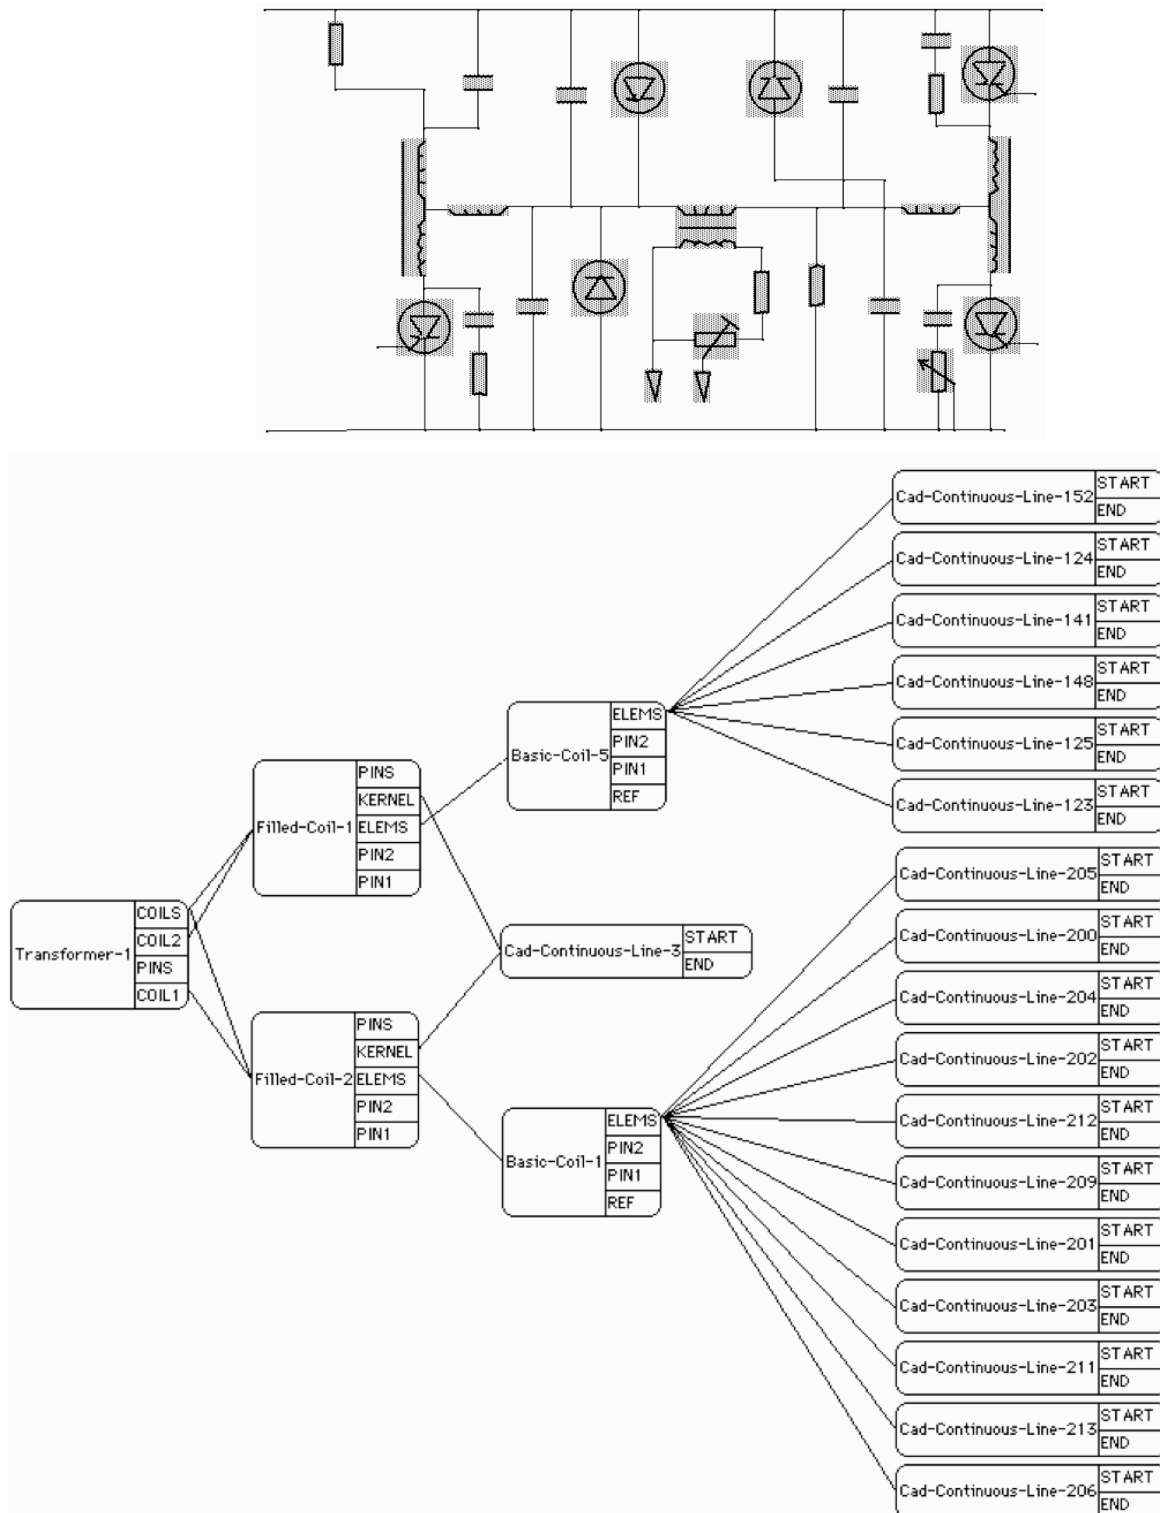 Cad-Continuous-Line-152
START
END
Cad-Continuous-Line-124
START
END
Cad-Continuous-Line-141
START
END
Cad-Continuous-Line-148
START
END
Cad-Continuous-Line-125
START
END
Cad-Continuous-Line-123
START
END
Basic-Coil-5
ELEMS
PIN2
PIN1
REF
Filled-Coil-1
PINS
KERNEL
ELEMS
PIN2
PIN1
Cad-Continuous-Line-205
START
END
Cad-Continuous-Line-200
START
END
Transformer-1
COILS
COIL2
PINS
COIL1
Cad-Continuous-Line-3
START
END
Cad-Continuous-Line-204
START
END
Cad-Continuous-Line-202
START
END
Filled-Coil-2
PINS
KERNEL
ELEMS
PIN2
PIN1
Cad-Continuous-Line-212
START
END
Basic-Coil-1
ELEMS
PIN2
PIN1
REF
Cad-Continuous-Line-209
START
END
Cad-Continuous-Line-201
START
END
Cad-Continuous-Line-203
START
END
Cad-Continuous-Line-211
START
END
Cad-Continuous-Line-213
START
END
Cad-Continuous-Line-206
START
END